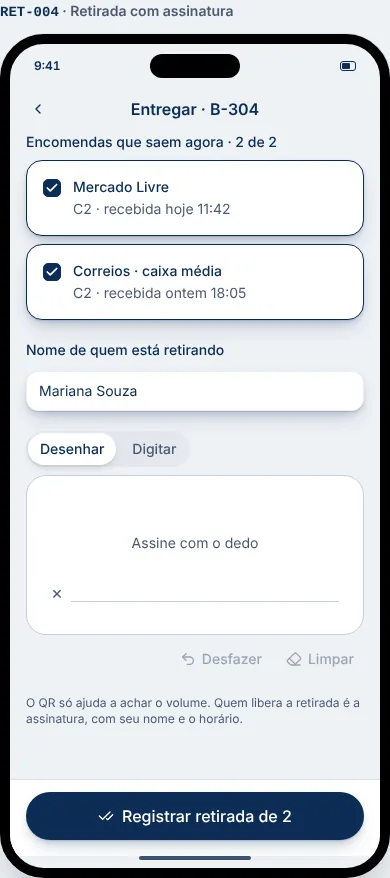 RET-004 · Retirada com assinatura
9:41
Entregar · B-304
Encomendas que saem agora · 2 de 2
Mercado Livre
C2 · recebida hoje 11:42
Correios · caixa média
C2 · recebida ontem 18:05
Nome de quem está retirando
Mariana Souza
Desenhar Digitar
Assine com o dedo
×
Desfazer Limpar
O QR só ajuda a achar o volume. Quem libera a retirada é a
assinatura, com seu nome e o horário.
Registrar retirada de 2